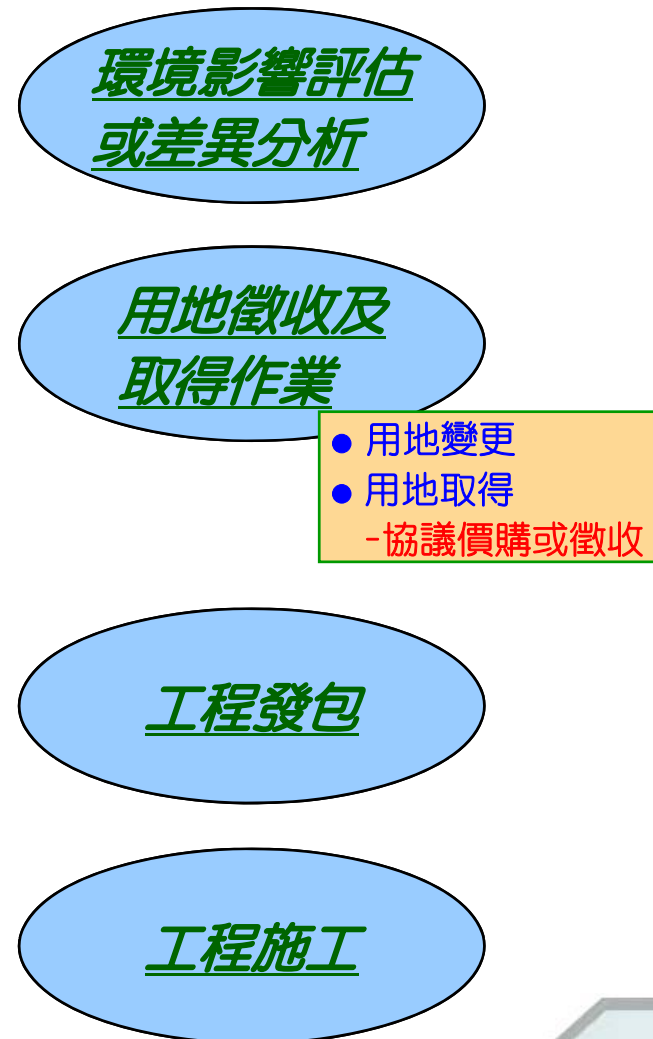 環境影響評估
或差異分析
用地徵收及
取得作業
● 用地變更
● 用地取得
-協議價購或徵收
工程發包
工程施工